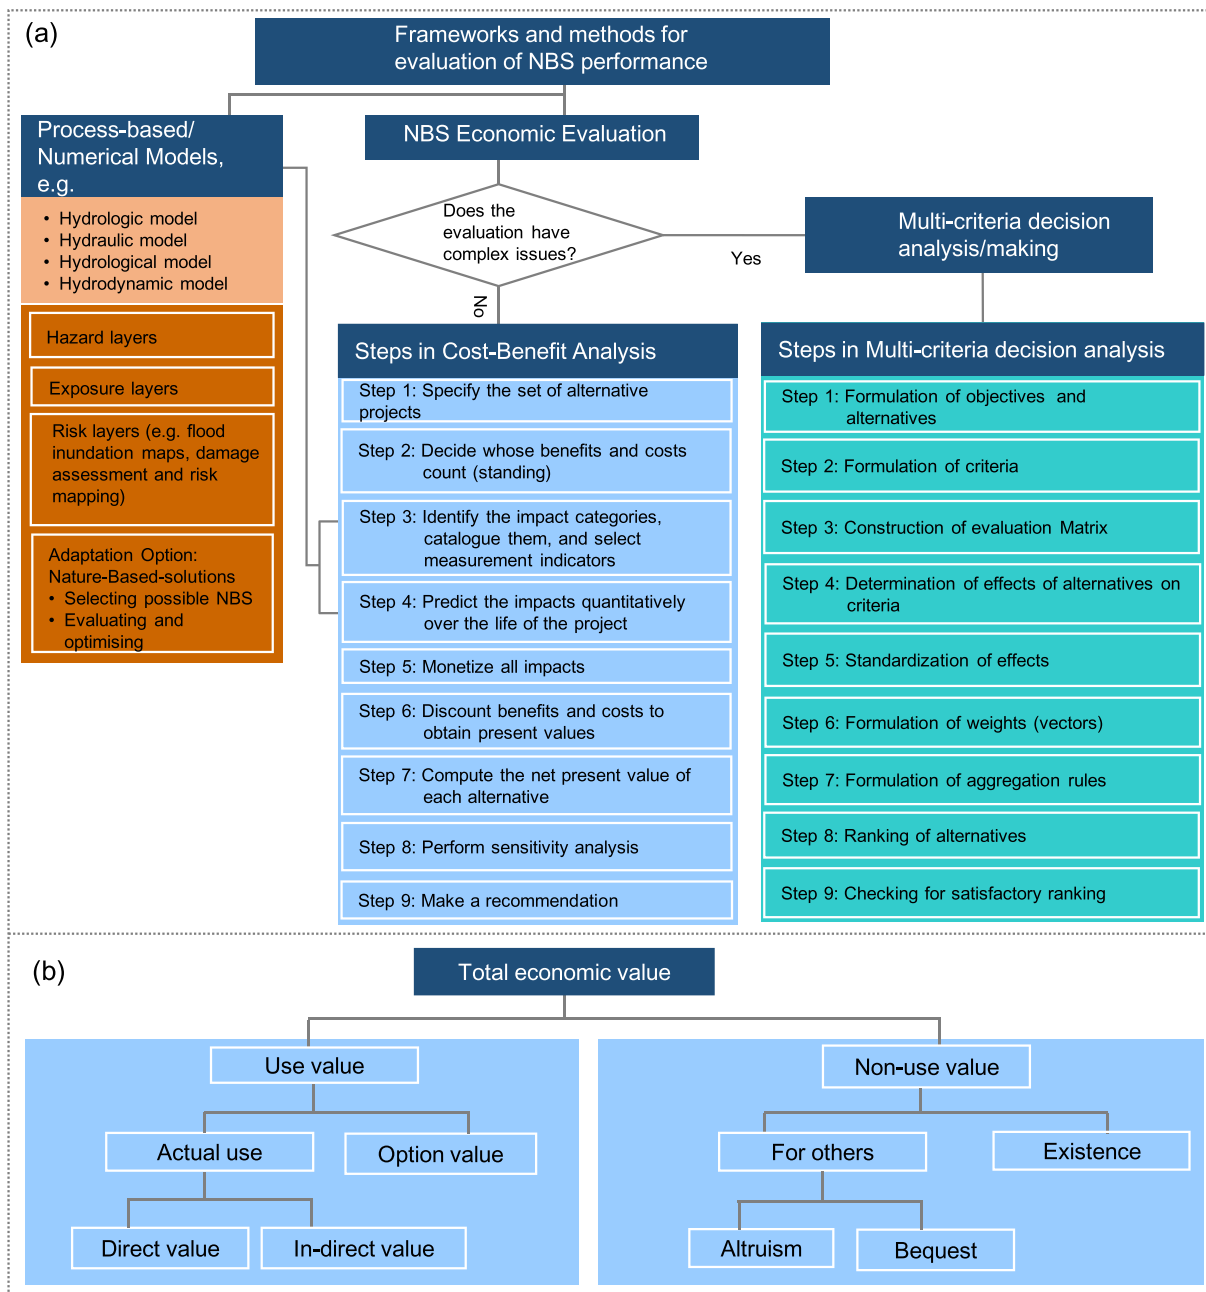 (a)
Frameworks and methods for
evaluation of NBS performance
Process-based/
Numerical Models,
e.g.
• Hydrologic model
• Hydraulic model
• Hydrological model
• Hydrodynamic model
Hazard layers
Exposure layers
Risk layers (e.g. flood
inundation maps, damage
assessment and risk
mapping)
Adaptation Option:
Nature-Based-solutions
• Selecting possible NBS
• Evaluating and
optimising
NBS Economic Evaluation
Does the
evaluation have
complex issues?
Yes
No
Multi-criteria decision
analysis/making
Steps in Cost-Benefit Analysis
Step 1: Specify the set of alternative
projects
Step 2: Decide whose benefits and costs
count (standing)
Step 3: Identify the impact categories,
catalogue them, and select
measurement indicators
Step 4: Predict the impacts quantitatively
over the life of the project
Step 5: Monetize all impacts
Step 6: Discount benefits and costs to
obtain present values
Step 7: Compute the net present value of
each alternative
Step 8: Perform sensitivity analysis
Step 9: Make a recommendation
Steps in Multi-criteria decision analysis
Step 1: Formulation of objectives and
alternatives
Step 2: Formulation of criteria
Step 3: Construction of evaluation Matrix
Step 4: Determination of effects of alternatives on
criteria
Step 5: Standardization of effects
Step 6: Formulation of weights (vectors)
Step 7: Formulation of aggregation rules
Step 8: Ranking of alternatives
Step 9: Checking for satisfactory ranking
(b)
Total economic value
Use value
Actual use
Option value
Direct value
In-direct value
Non-use value
For others
Existence
Altruism
Bequest